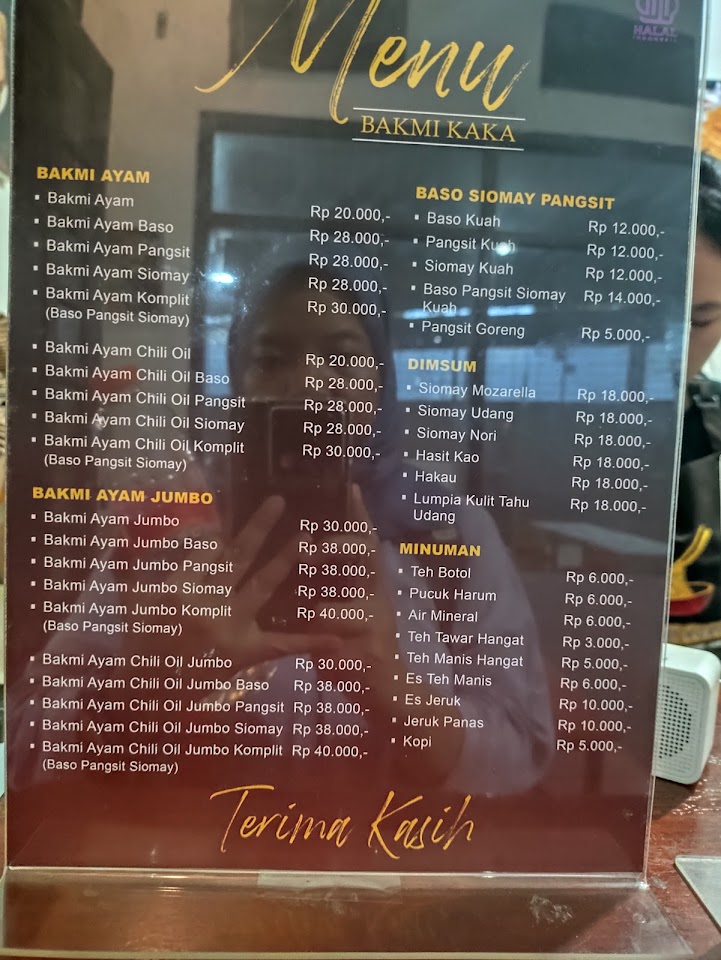 Menu
BAKMI KAKA
HALAL
INDONESIA
BAKMI AYAM
▪ Bakmi Ayam Rp 20.000,-
▪ Bakmi Ayam Baso Rp 28.000,-
▪ Bakmi Ayam Pangsit Rp 28.000,-
▪ Bakmi Ayam Siomay Rp 28.000,-
▪ Bakmi Ayam Komplit Rp 30.000,-
(Baso Pangsit Siomay)
▪ Bakmi Ayam Chili Oil Rp 20.000,-
▪ Bakmi Ayam Chili Oil Baso Rp 28.000,-
▪ Bakmi Ayam Chili Oil Pangsit Rp 28.000,-
▪ Bakmi Ayam Chili Oil Siomay Rp 28.000,-
▪ Bakmi Ayam Chili Oil Komplit Rp 30.000,-
(Baso Pangsit Siomay)
BAKMI AYAM JUMBO
▪ Bakmi Ayam Jumbo Rp 30.000,-
▪ Bakmi Ayam Jumbo Baso Rp 38.000,-
▪ Bakmi Ayam Jumbo Pangsit Rp 38.000,-
▪ Bakmi Ayam Jumbo Siomay Rp 38.000,-
▪ Bakmi Ayam Jumbo Komplit Rp 40.000,-
(Baso Pangsit Siomay)
▪ Bakmi Ayam Chili Oil Jumbo Rp 30.000,-
▪ Bakmi Ayam Chili Oil Jumbo Baso Rp 38.000,-
▪ Bakmi Ayam Chili Oil Jumbo Pangsit Rp 38.000,-
▪ Bakmi Ayam Chili Oil Jumbo Siomay Rp 38.000,-
▪ Bakmi Ayam Chili Oil Jumbo Komplit Rp 40.000,-
(Baso Pangsit Siomay)
BASO SIOMAY PANGSIT
▪ Baso Kuah Rp 12.000,-
▪ Pangsit Kuah Rp 12.000,-
▪ Siomay Kuah Rp 12.000,-
▪ Baso Pangsit Siomay Rp 14.000,-
Kuah
▪ Pangsit Goreng Rp 5.000,-
DIMSUM
▪ Siomay Mozarella Rp 18.000,-
▪ Siomay Udang Rp 18.000,-
▪ Siomay Nori Rp 18.000,-
▪ Hasit Kao Rp 18.000,-
▪ Hakau Rp 18.000,-
▪ Lumpia Kulit Tahu Rp 18.000,-
Udang
MINUMAN
▪ Teh Botol Rp 6.000,-
▪ Pucuk Harum Rp 6.000,-
▪ Air Mineral Rp 6.000,-
▪ Teh Tawar Hangat Rp 3.000,-
▪ Teh Manis Hangat Rp 5.000,-
▪ Es Teh Manis Rp 6.000,-
▪ Es Jeruk Rp 10.000,-
▪ Jeruk Panas Rp 10.000,-
▪ Kopi Rp 5.000,-
Terima Kasih